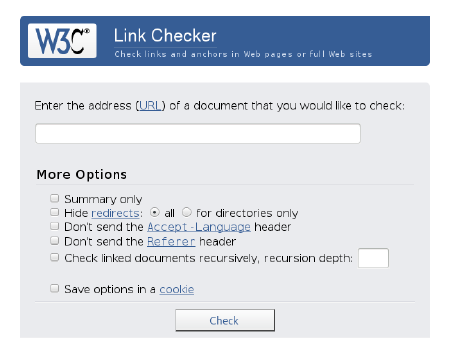 W3C® Link Checker
Check links and anchors in Web pages or full Web sites
Enter the address (URL) of a document that you would like to check:
More Options
Summary only
Hide redirects: all for directories only
Don't send the Accept-Language header
Don't send the Referer header
Check linked documents recursively, recursion depth:
Save options in a cookie
Check